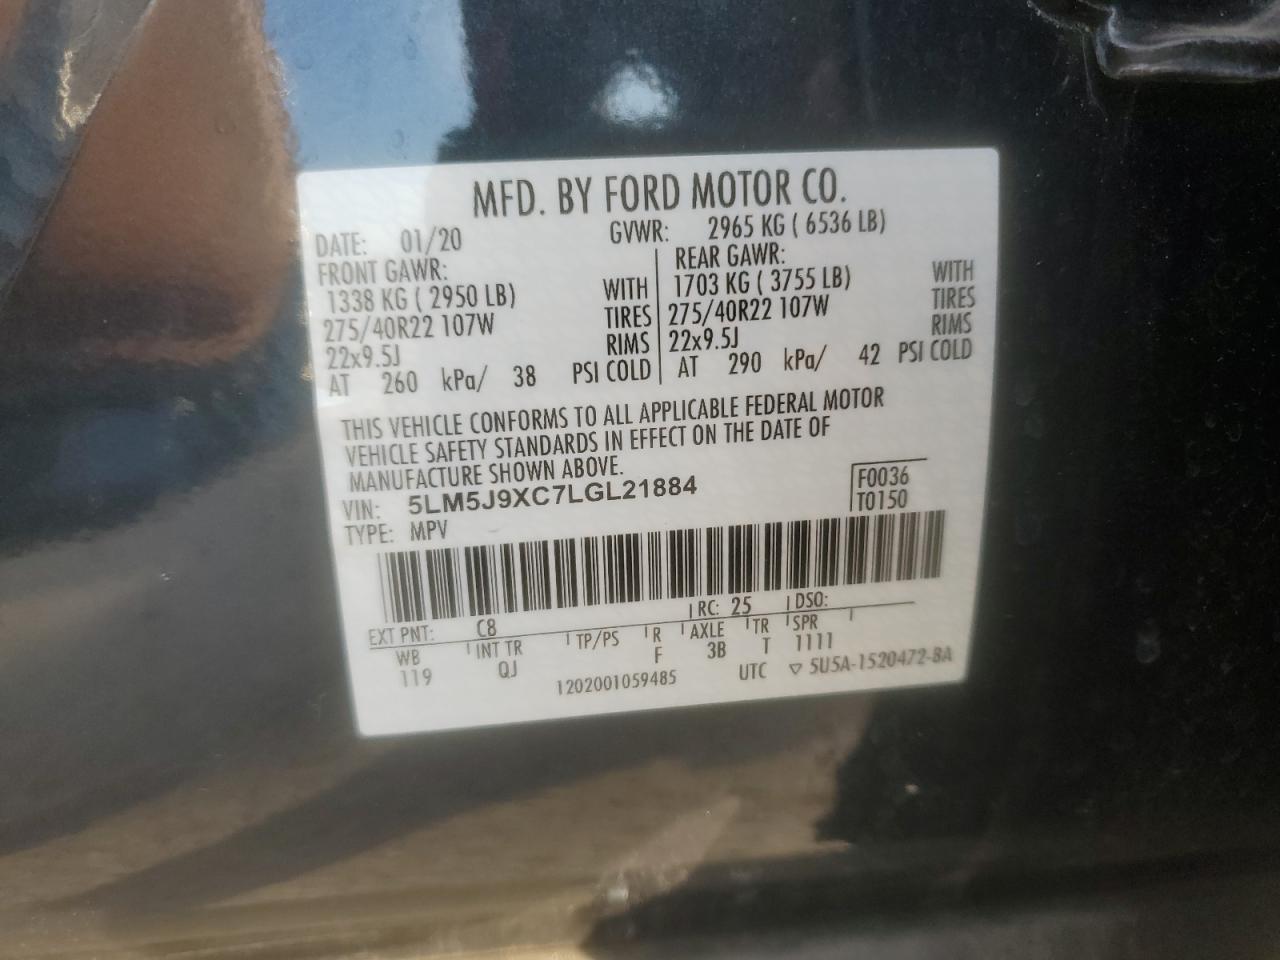 MFD. BY FORD MOTOR CO.
DATE: 01/20 GVWR: 2965 KG ( 6536 LB)
FRONT GAWR: REAR GAWR:
1338 KG ( 2950 LB) WITH 1703 KG ( 3755 LB) WITH
275/40R22 107W TIRES 275/40R22 107W TIRES
22x9.5J RIMS 22x9.5J RIMS
AT 260 kPa/ 38 PSI COLD AT 290 kPa/ 42 PSI COLD
THIS VEHICLE CONFORMS TO ALL APPLICABLE FEDERAL MOTOR
VEHICLE SAFETY STANDARDS IN EFFECT ON THE DATE OF
MANUFACTURE SHOWN ABOVE.
VIN: 5LM5J9XC7LGL21884 F0036
TYPE: MPV T0150
EXT PNT: C8 RC: 25 DSO:
WB INT TR TP/PS R AXLE TR SPR
119 QJ F 3B T 1111
1202001059485 UTC ▽ 5U5A-1520472-BA